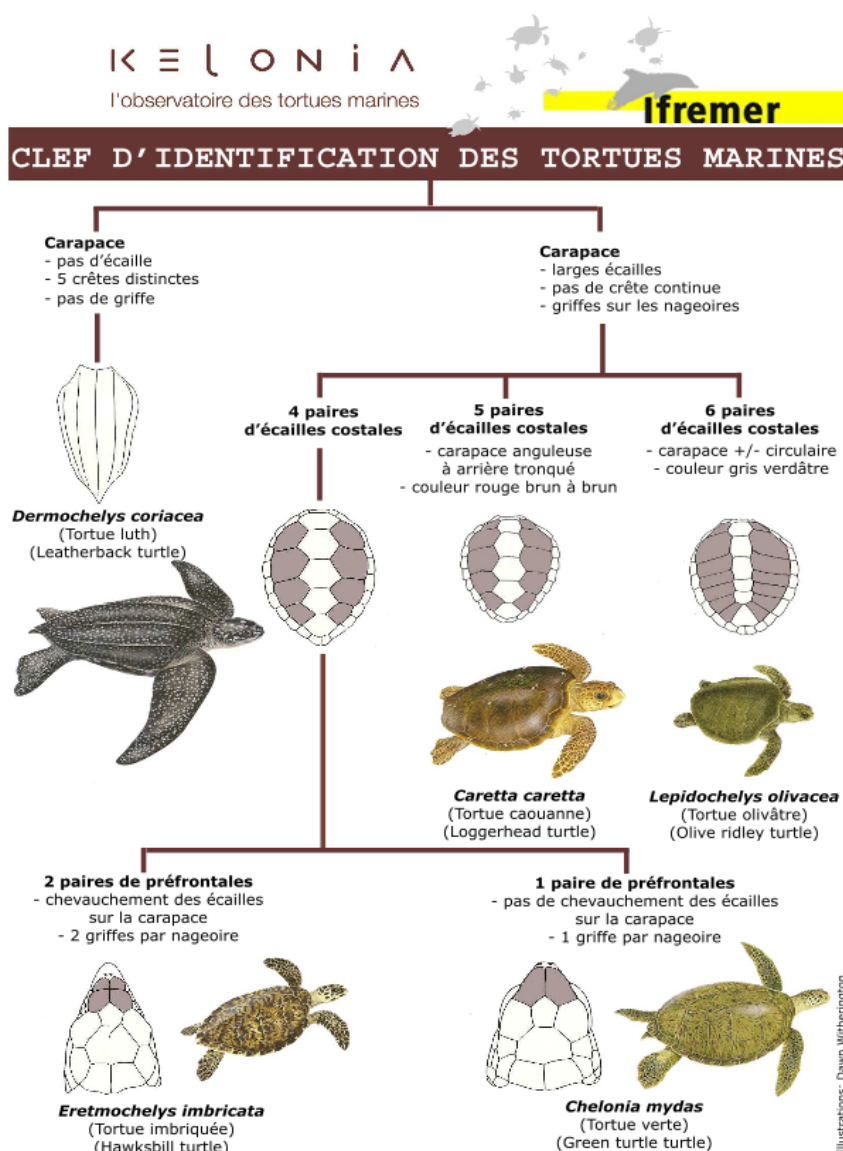 KELONiA
l'observatoire des tortues marines
Ifremer
CLEF D'IDENTIFICATION DES TORTUES MARINES
Carapace
- pas d'écaille
- 5 crêtes distinctes
- pas de griffe
Carapace
- larges écailles
- pas de crête continue
- griffes sur les nageoires
4 paires
d'écailles costales
5 paires
d'écailles costales
- carapace anguleuse
à arrière tronqué
- couleur rouge brun à brun
6 paires
d'écailles costales
- carapace +/- circulaire
- couleur gris verdâtre
Dermochelys coriacea
(Tortue luth)
(Leatherback turtle)
Caretta caretta
(Tortue caouanne)
(Loggerhead turtle)
Lepidochelys olivacea
(Tortue olivâtre)
(Olive ridley turtle)
2 paires de préfrontales
- chevauchement des écailles
sur la carapace
- 2 griffes par nageoire
1 paire de préfrontales
- pas de chevauchement des écailles
sur la carapace
- 1 griffe par nageoire
Eretmochelys imbricata
(Tortue imbriquée)
(Hawksbill turtle)
Chelonia mydas
(Tortue verte)
(Green turtle turtle)
Illustrations: Dawn Witherington